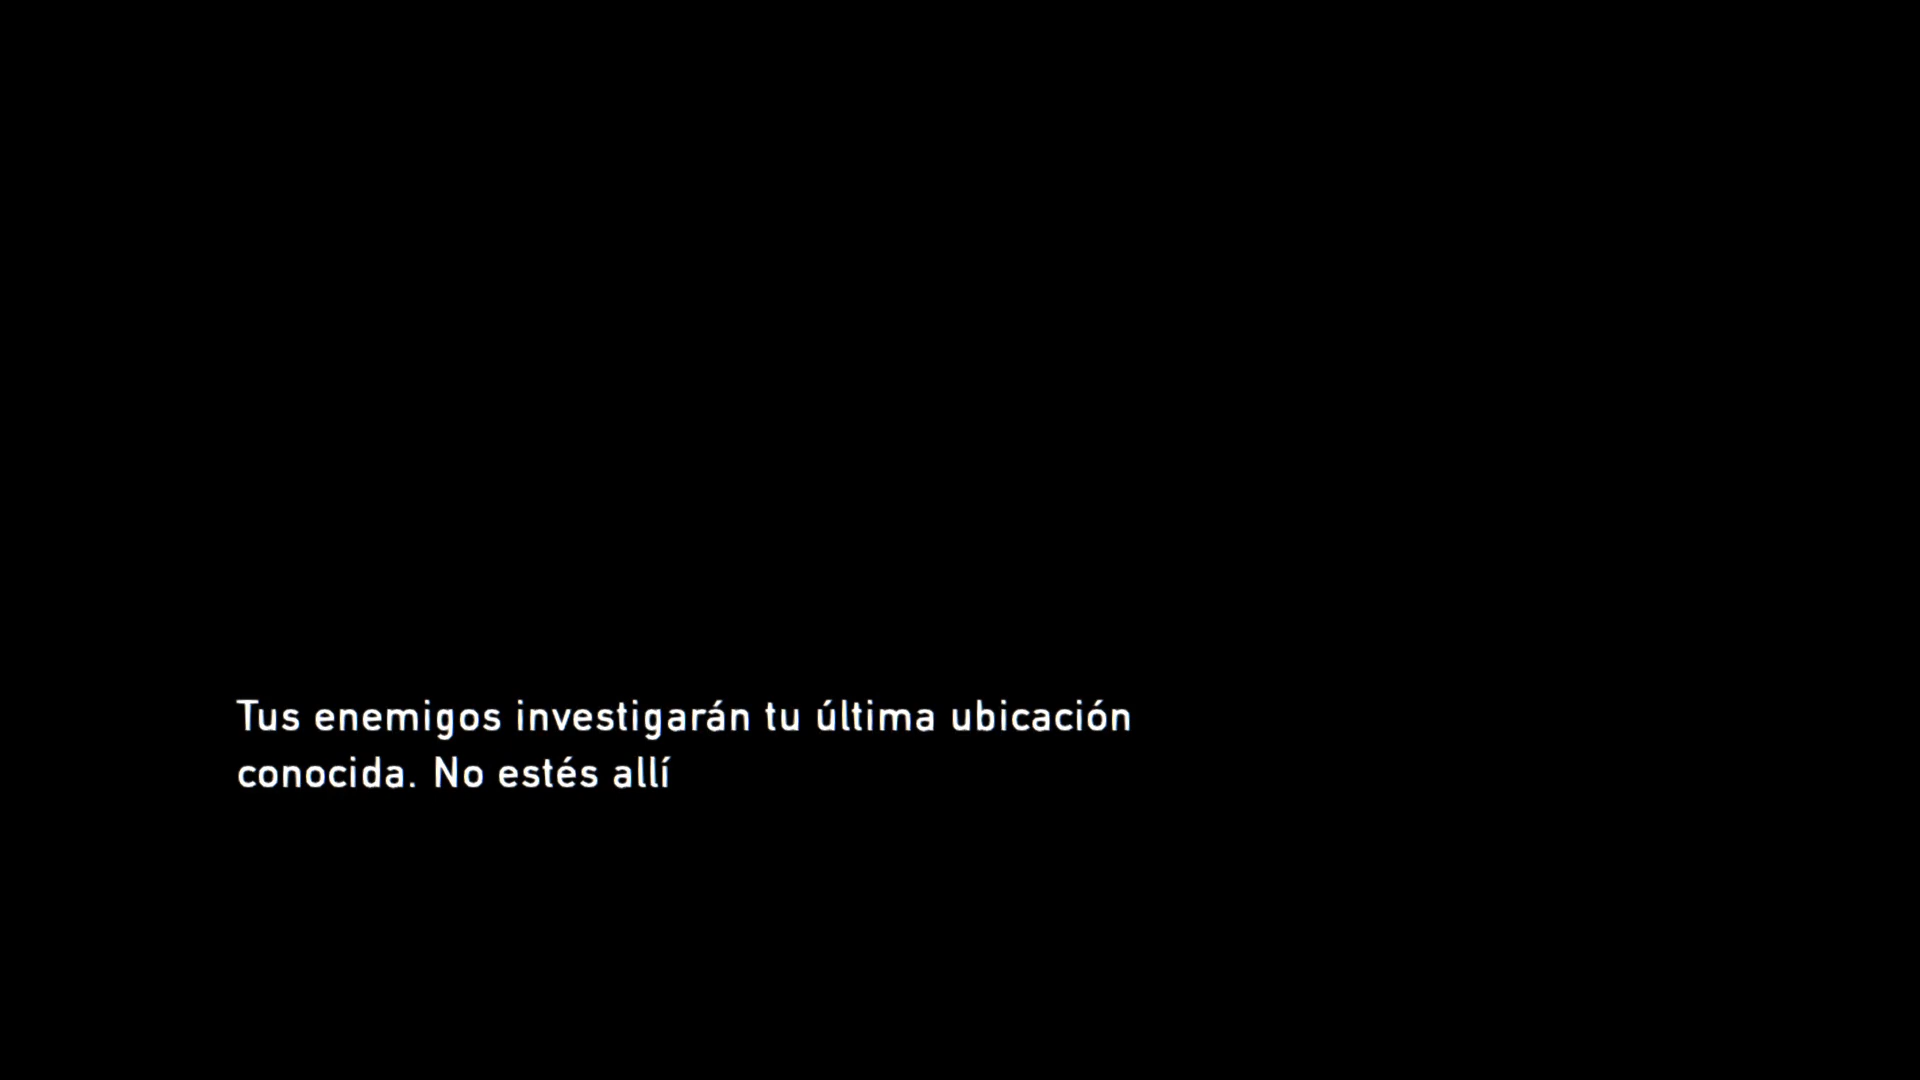 Tus enemigos investigarán tu última ubicación
conocida. No estés allí